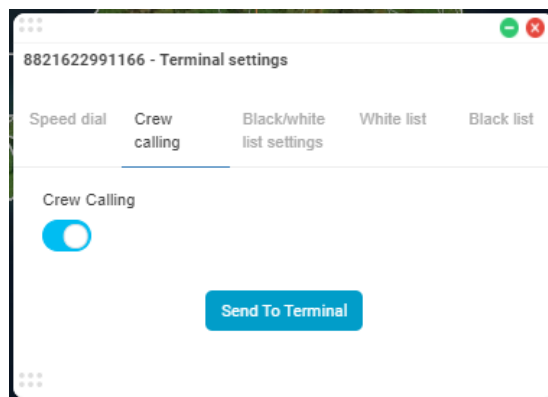 8821622991166 - Terminal settings
Speed dial
Crew
calling
Black/white
list settings
White list
Black list
Crew Calling
Send To Terminal